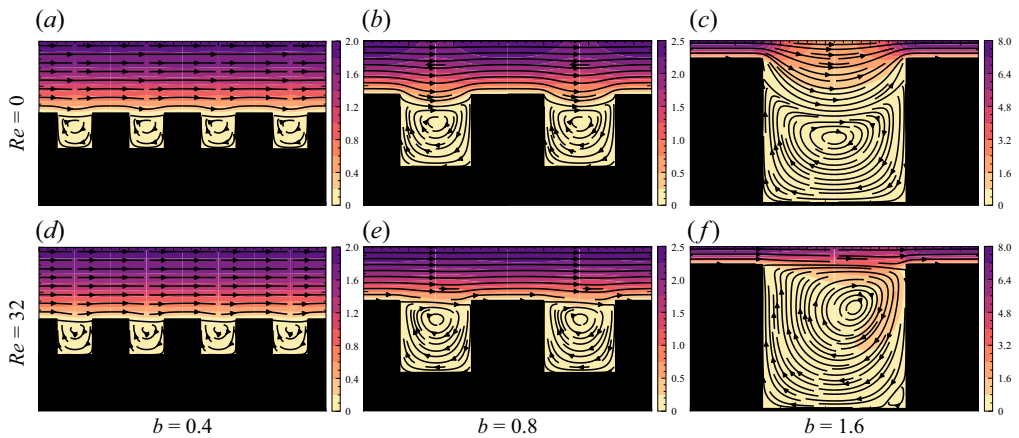 (a) (b) (c)
Re = 0
2.0 1.6 1.2 0.8 0.4 0
2.5 2.0 1.5 1.0 0.5 0
8.0 6.4 4.8 3.2 1.6 0
(d) (e) (f)
Re = 32
2.0 1.6 1.2 0.8 0.4 0
2.5 2.0 1.5 1.0 0.5 0
8.0 6.4 4.8 3.2 1.6 0
b = 0.4 b = 0.8 b = 1.6